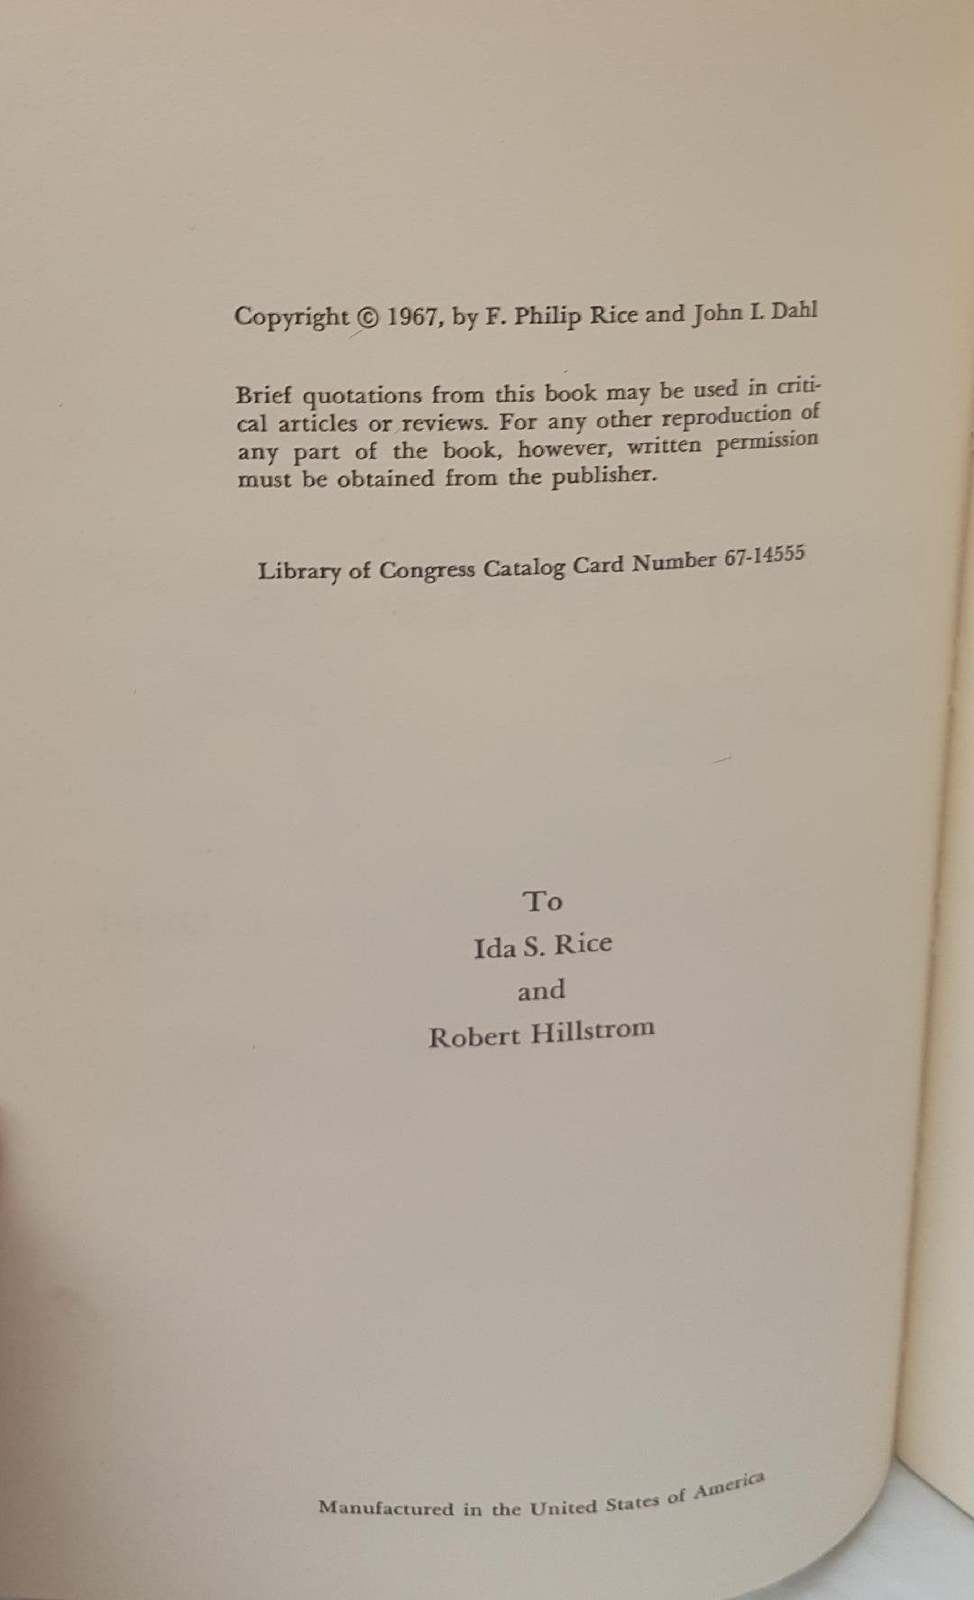 Copyright © 1967, by F. Philip Rice and John I. Dahl
Brief quotations from this book may be used in criti-
cal articles or reviews. For any other reproduction of
any part of the book, however, written permission
must be obtained from the publisher.
Library of Congress Catalog Card Number 67-14555
To
Ida S. Rice
and
Robert Hillstrom
Manufactured in the United States of America